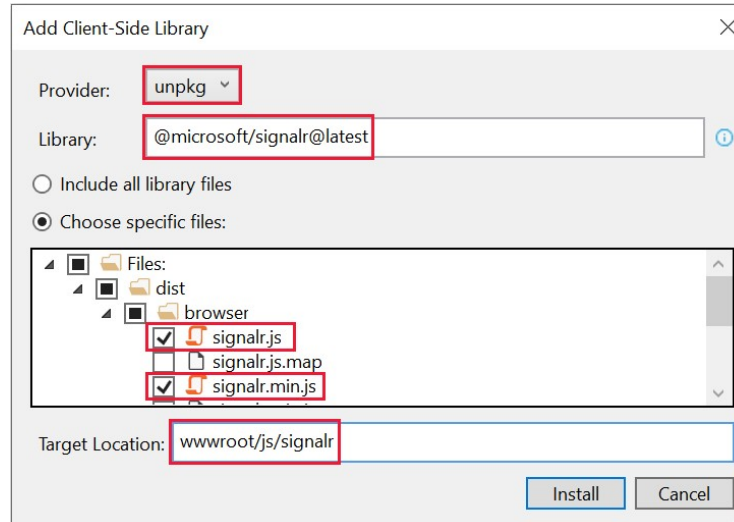 Add Client-Side Library
Provider: unpkg
Library: @microsoft/signalr@latest
Include all library files
Choose specific files:
Files:
dist
browser
signalr.js
signalr.js.map
signalr.min.js
Target Location: wwwroot/js/signalr
Install Cancel